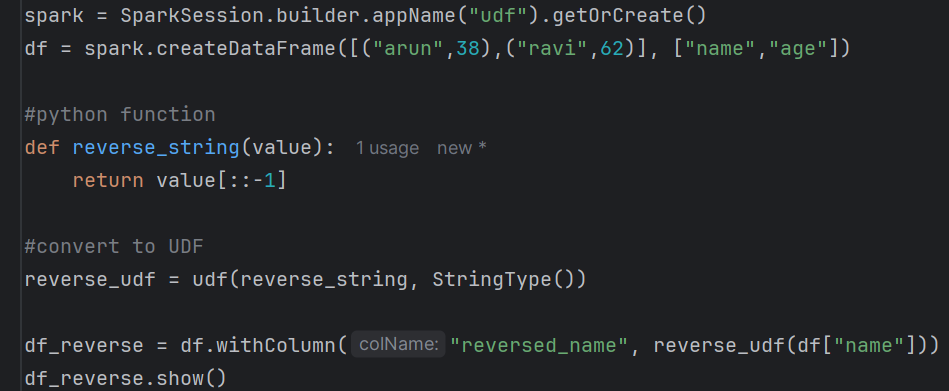 spark = SparkSession.builder.appName("udf").getOrCreate()
df = spark.createDataFrame([("arun",38),("ravi",62)], ["name","age"])
#python function
def reverse_string(value): 1 usage new *
    return value[::-1]
#convert to UDF
reverse_udf = udf(reverse_string, StringType())
df_reverse = df.withColumn( colName: "reversed_name", reverse_udf(df["name"]))
df_reverse.show()